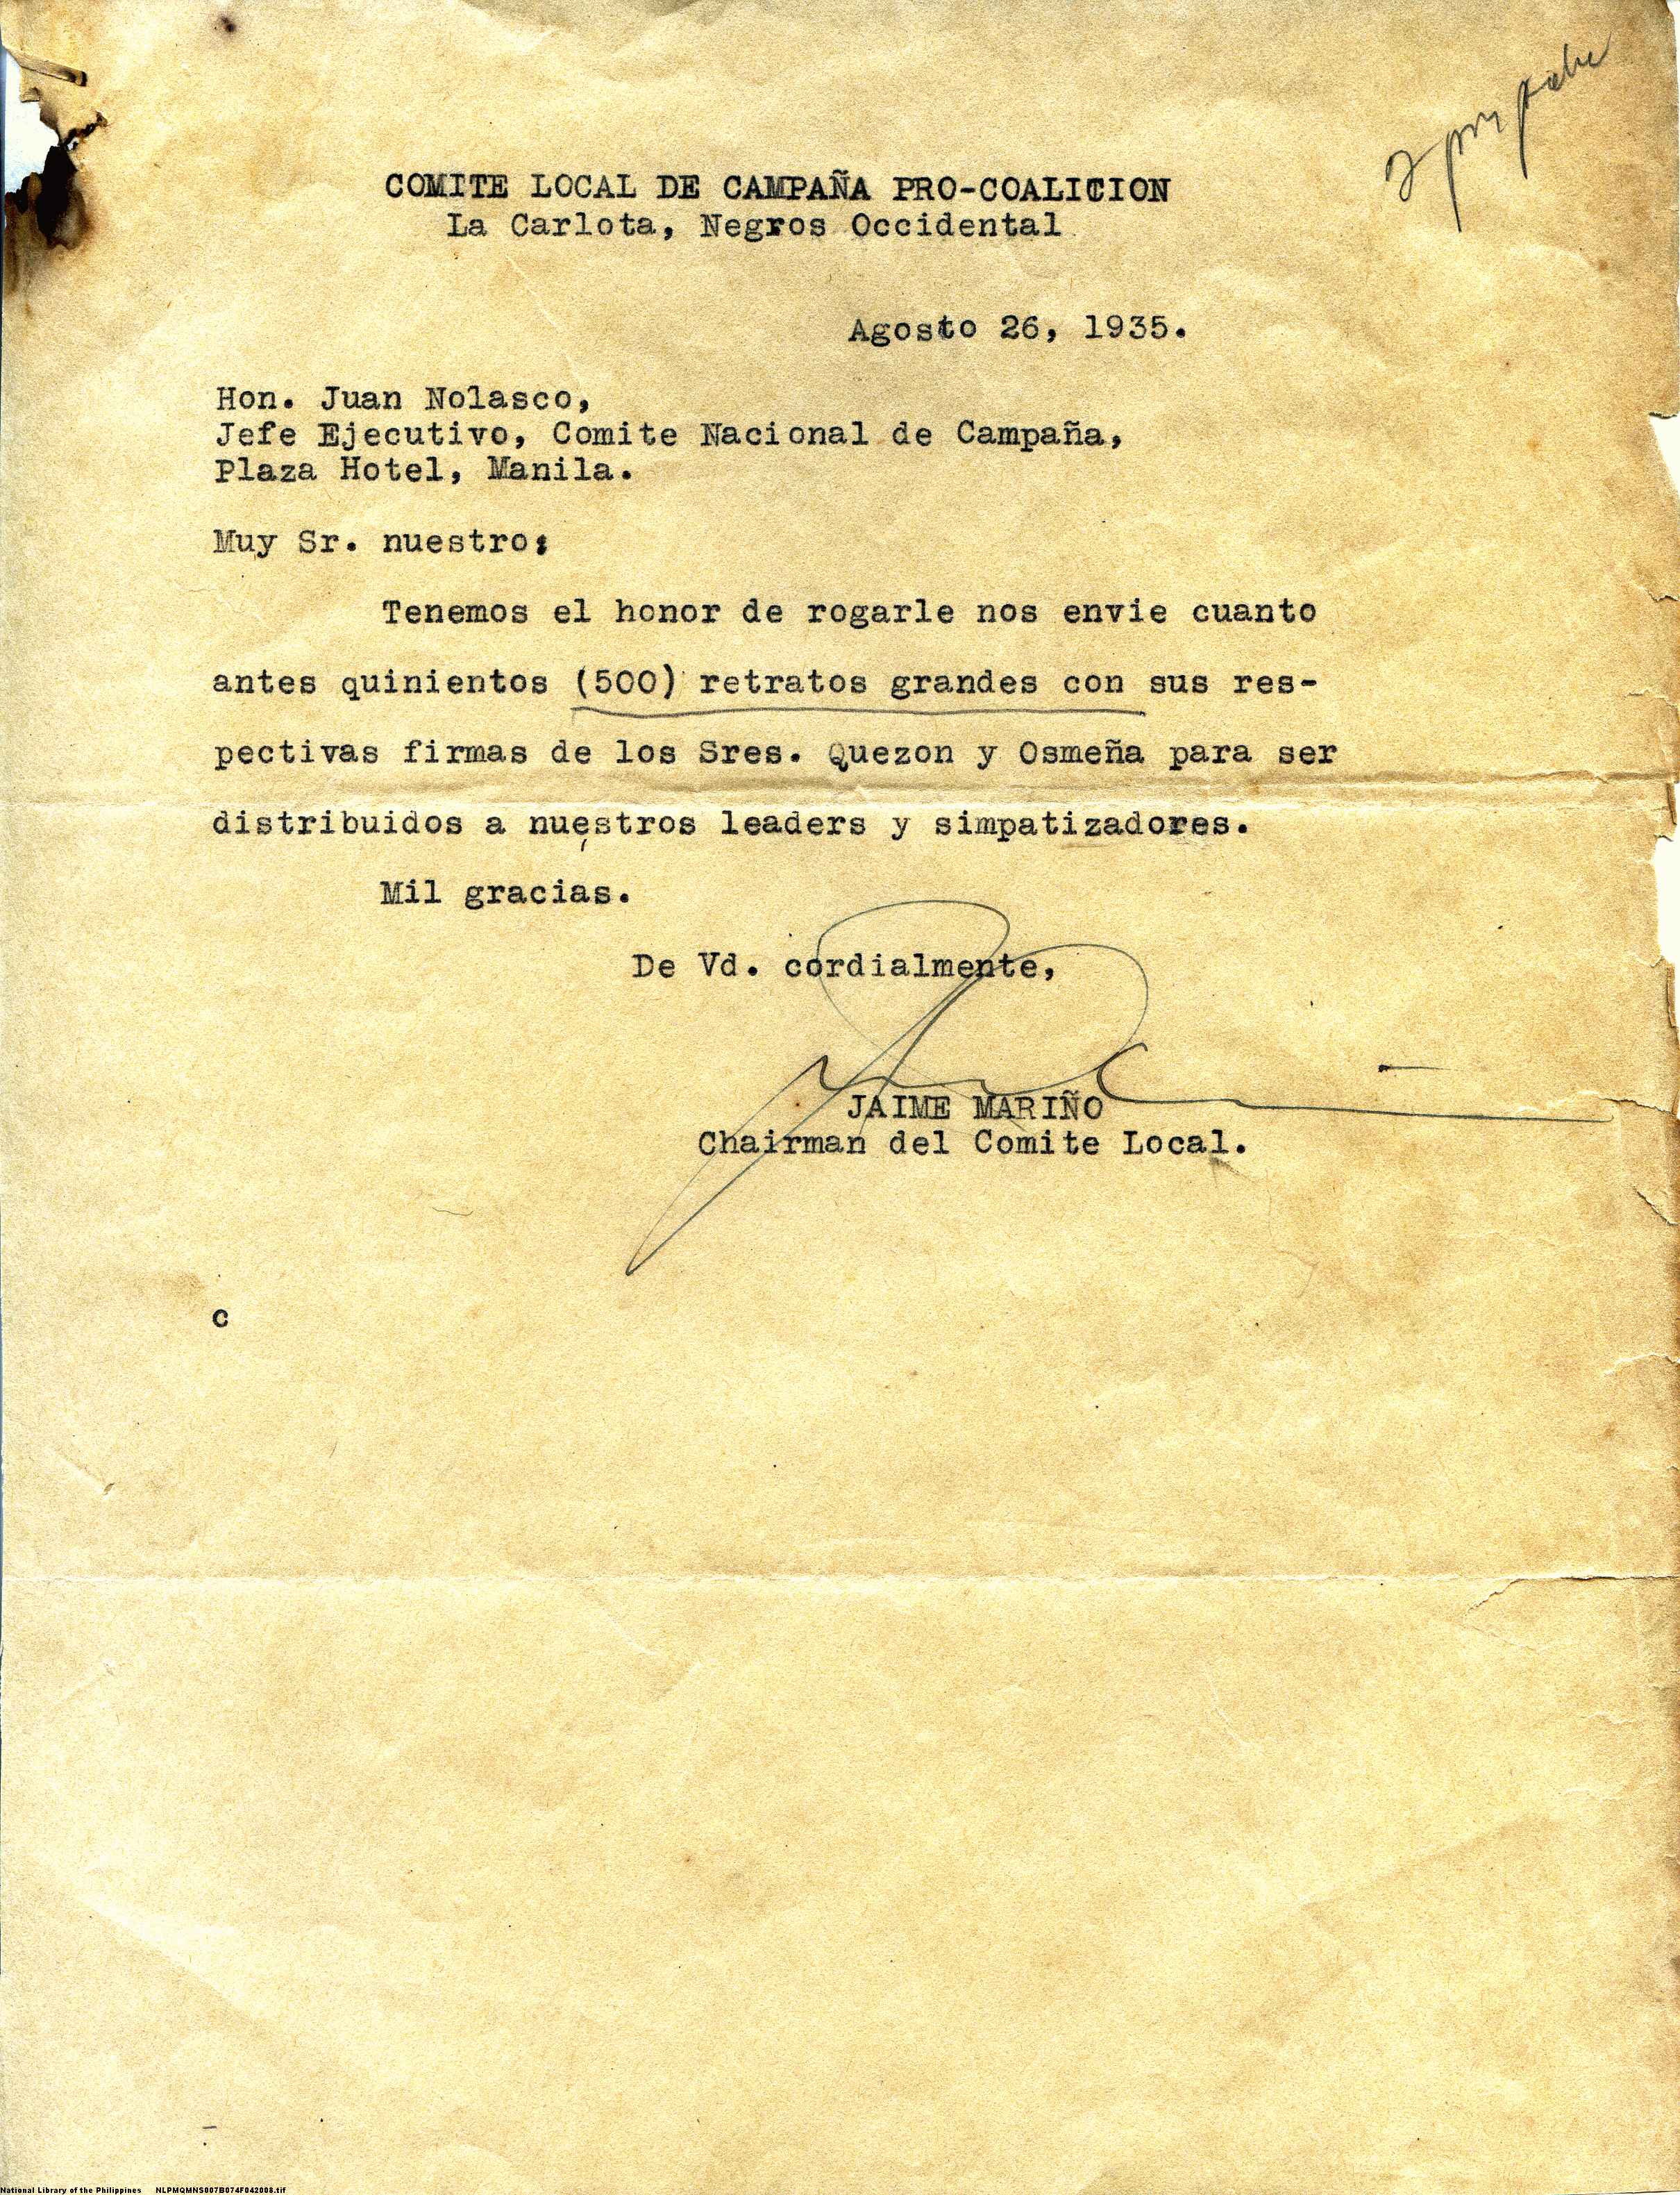 COMITE LOCAL DE CAMPAÑA PRO-COALICION
La Carlota, Negros Occidental
Agosto 26, 1935.
Hon. Juan Nolasco,
Jefe Ejecutivo, Comite Nacional de Campaña,
Plaza Hotel, Manila.
Muy Sr. nuestro:
Tenemos el honor de rogarle nos envie cuanto
antes quinientos (500) retratos grandes con sus res-
pectivas firmas de los Sres. Quezon y Osmeña para ser
distribuidos a nuestros leaders y simpatizadores.
Mil gracias.
De Vd. cordialmente,
JAIME MARIÑO
Chairman del Comite Local.
c
National Library of the Philippines NLPMQMNS007B074F042008.tif